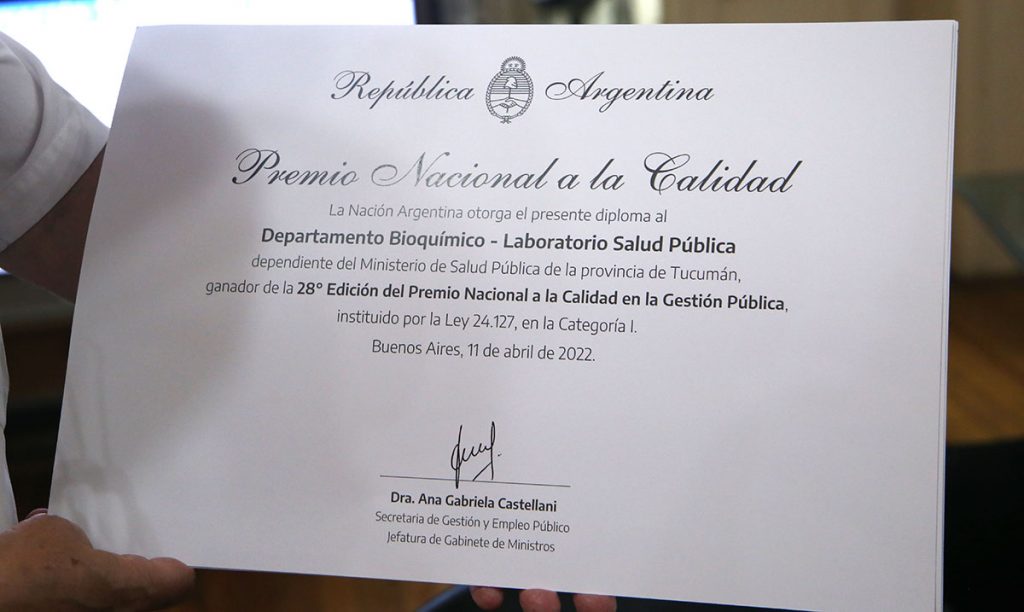 República Argentina
Premio Nacional a la Calidad
La Nación Argentina otorga el presente diploma al
Departamento Bioquímico - Laboratorio Salud Pública
dependiente del Ministerio de Salud Pública de la provincia de Tucumán,
ganador de la 28° Edición del Premio Nacional a la Calidad en la Gestión Pública,
instituido por la Ley 24.127, en la Categoría I.
Buenos Aires, 11 de abril de 2022.
Dra. Ana Gabriela Castellani
Secretaria de Gestión y Empleo Público
Jefatura de Gabinete de Ministros